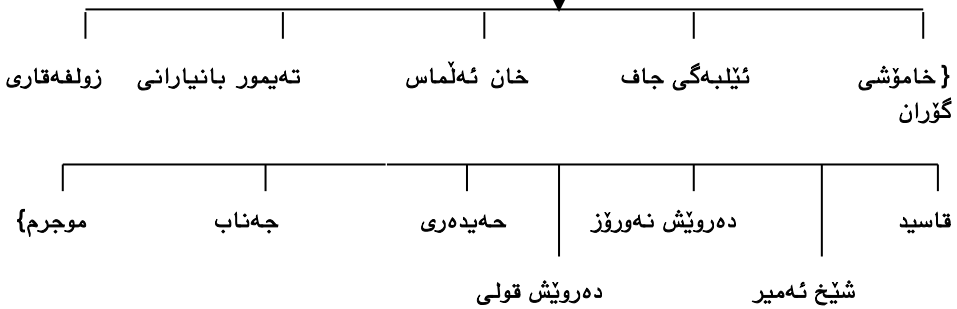 {خامۆشی گۆران
ئێلبەگی جاف
خان ئەڵماس
تەیمور بانیارانی
زولفەقاری
قاسید
شێخ ئەمیر
دەروێش نەورۆز
دەروێش قولی
حەیدەری
جەناب
موجرم}